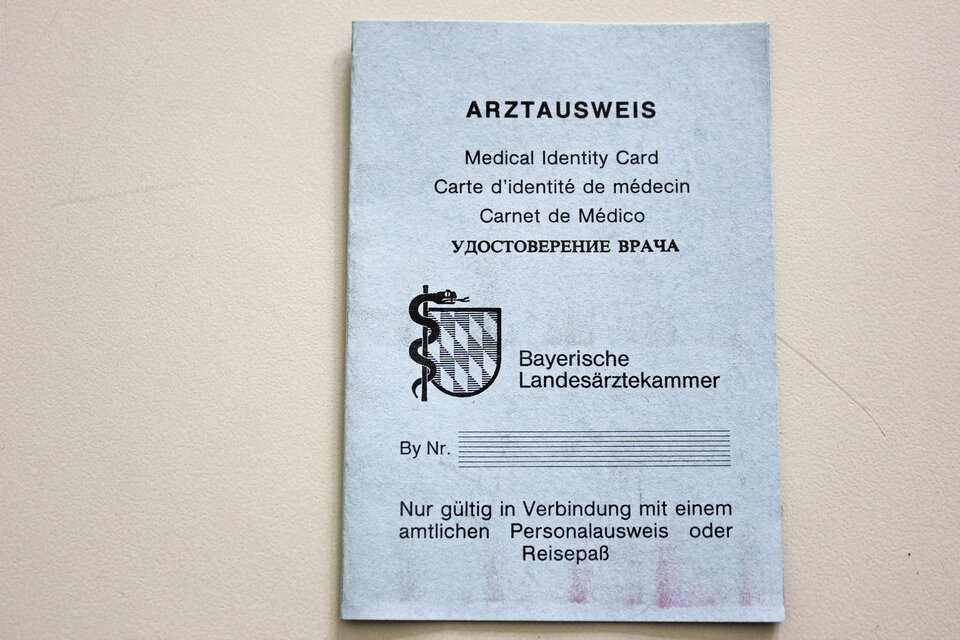 ARZTAUSWEIS
Medical Identity Card
Carte d'identité de médecin
Carnet de Médico
УДОСТОВЕРЕНИЕ ВРАЧА
Bayerische
Landesärztekammer
By Nr.
Nur gültig in Verbindung mit einem
amtlichen Personalausweis oder
Reisepaß